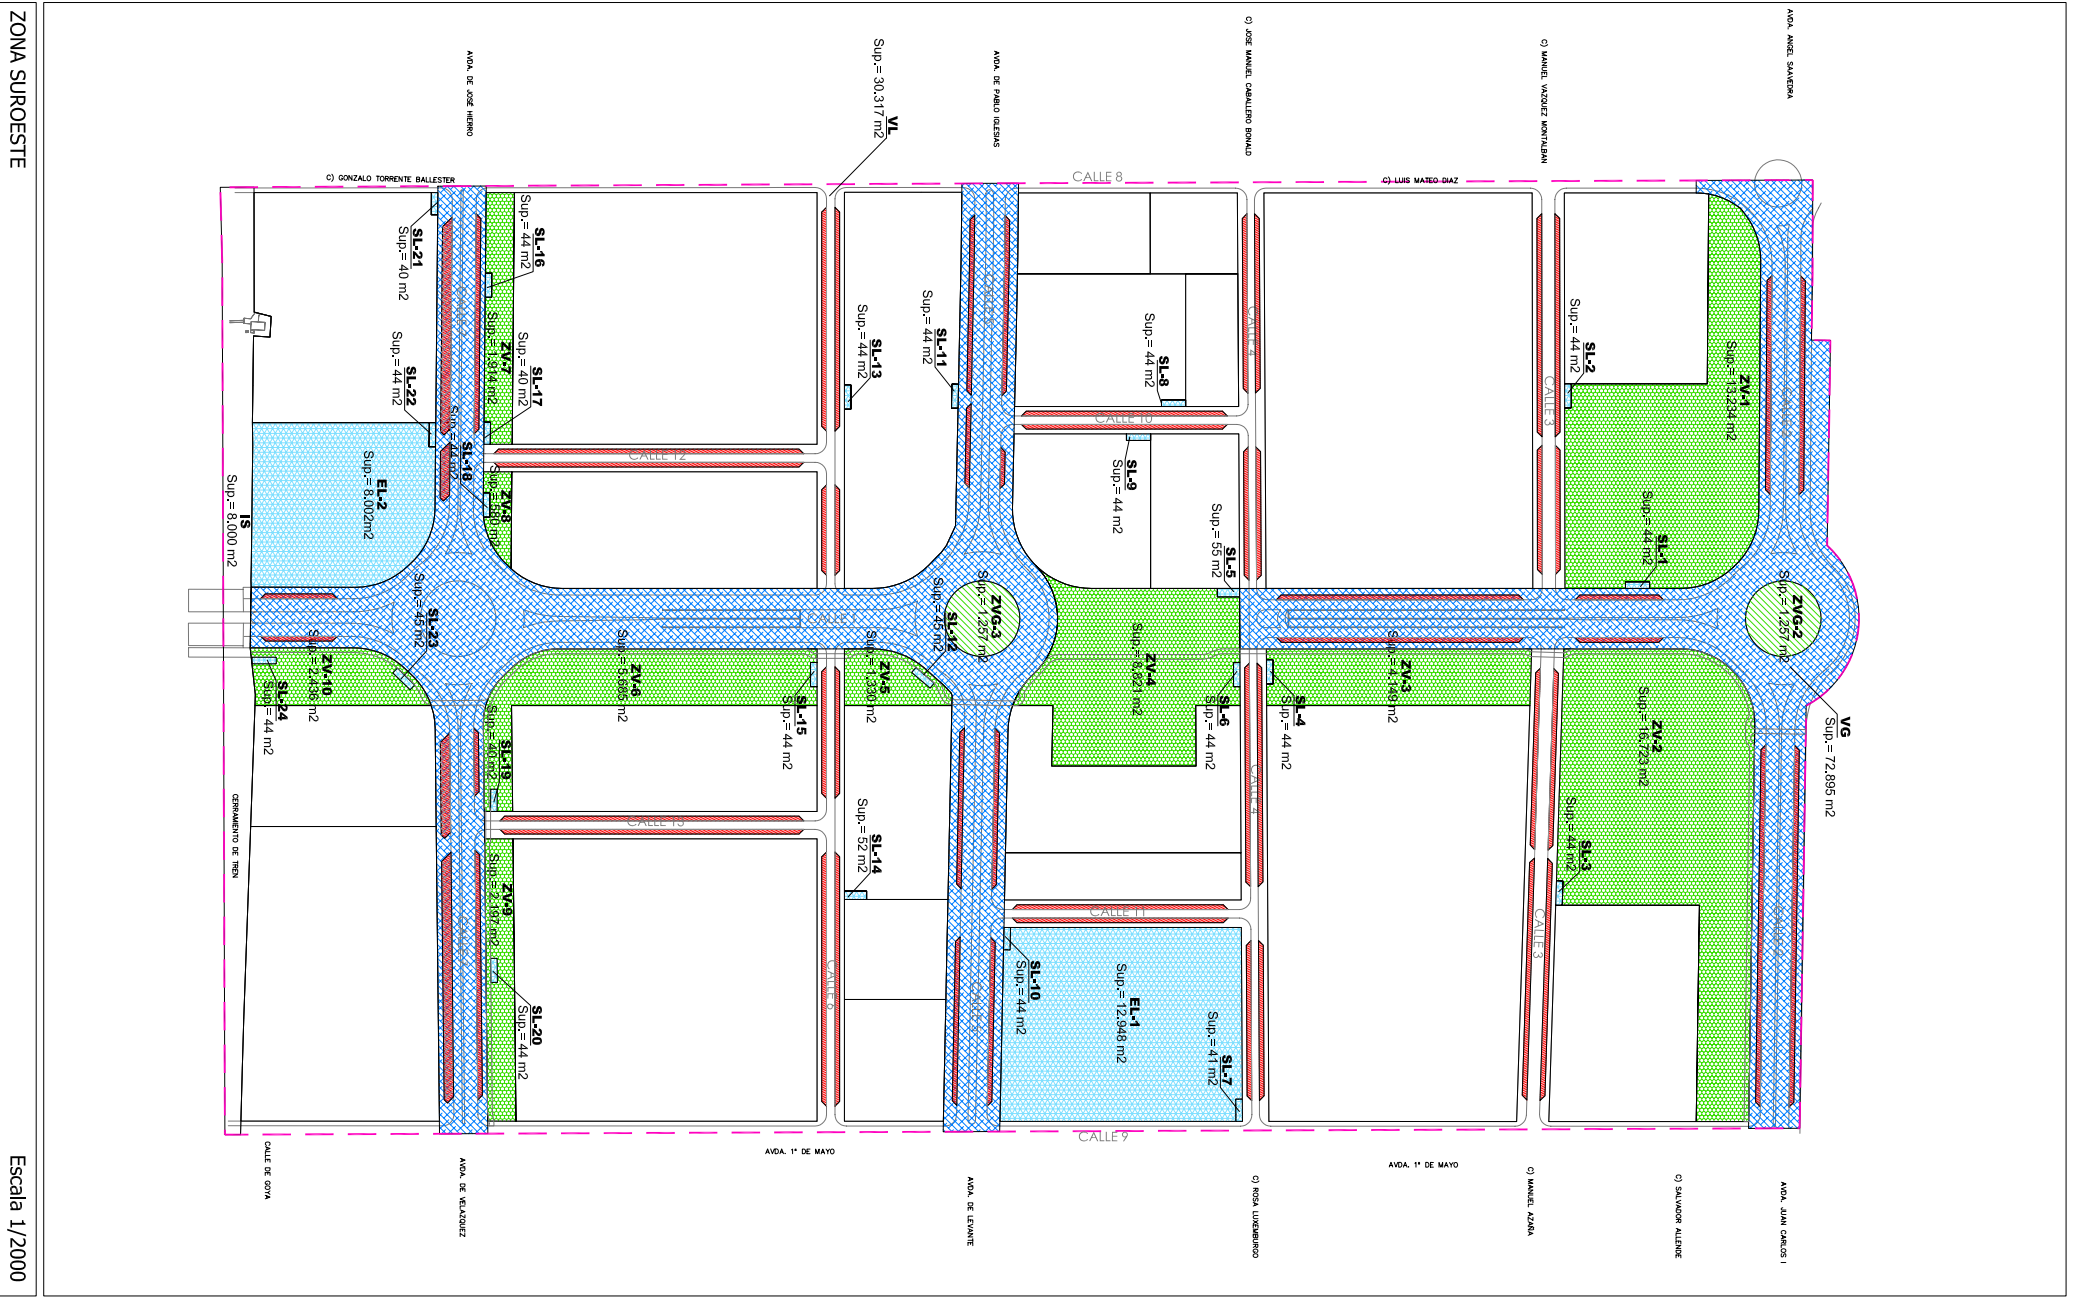 ZONA SUROESTE
Escala 1/2000
AVDA. DE JOSÉ HIERRO
VL
Sup.= 30.317 m2
AVDA. DE PABLO IGLESIAS
C) JOSE MANUEL CABALLERO BONALD
C) MANUEL VAZQUEZ MONTALBAN
AVDA. ANGEL SAAVEDRA
C) GONZALO TORRENTE BALLESTER
CALLE 8
C) LUIS MATEO DIAZ
SL-21
Sup.= 40 m2
SL-16
Sup.= 44 m2
ZV-7
Sup.= 1.914 m2
SL-17
Sup.= 40 m2
SL-22
Sup.= 44 m2
SL-18
Sup.= 44 m2
ZV-8
Sup.= 580 m2
SL-13
Sup.= 44 m2
SL-11
Sup.= 44 m2
SL-8
Sup.= 44 m2
CALLE 4
SL-2
Sup.= 44 m2
CALLE 3
ZV-1
Sup.= 13.234 m2
CALLE 10
CALLE 12
SL-9
Sup.= 44 m2
SL-5
Sup.= 55 m2
SL-1
Sup.= 44 m2
EL-2
Sup.= 8.002m2
IS
Sup.= 8.000 m2
SL-23
Sup.= 45 m2
CALLE
SL-12
Sup.= 45 m2
ZVG-3
Sup.= 1.257 m2
ZVG-2
Sup.= 1.257 m2
ZV-10
Sup.= 2.436 m2
SL-24
Sup.= 44 m2
ZV-6
Sup.= 5.685 m2
SL-15
Sup.= 44 m2
ZV-5
Sup.= 1.330 m2
ZV-4
Sup.= 8.821 m2
SL-6
Sup.= 44 m2
SL-4
Sup.= 44 m2
ZV-3
Sup.= 4.149 m2
ZV-2
Sup.= 16.723 m2
VG
Sup.= 72.895 m2
SL-19
Sup.= 40 m2
CALLE 13
SL-14
Sup.= 52 m2
CALLE 4
SL-3
Sup.= 44 m2
CERRAMIENTO DE TREN
ZV-9
Sup.= 2.197 m2
CALLE 11
CALLE 3
SL-20
Sup.= 44 m2
CALLE 6
SL-10
Sup.= 44 m2
EL-1
Sup.= 12.948 m2
SL-7
Sup.= 41 m2
CALLE 9
AVDA. 1º DE MAYO
AVDA. 1º DE MAYO
CALLE DE GOYA
AVDA. DE VELAZQUEZ
AVDA. DE LEVANTE
C) ROSA LUXEMBURGO
C) MANUEL AZAÑA
C) SALVADOR ALLENDE
AVDA. JUAN CARLOS I